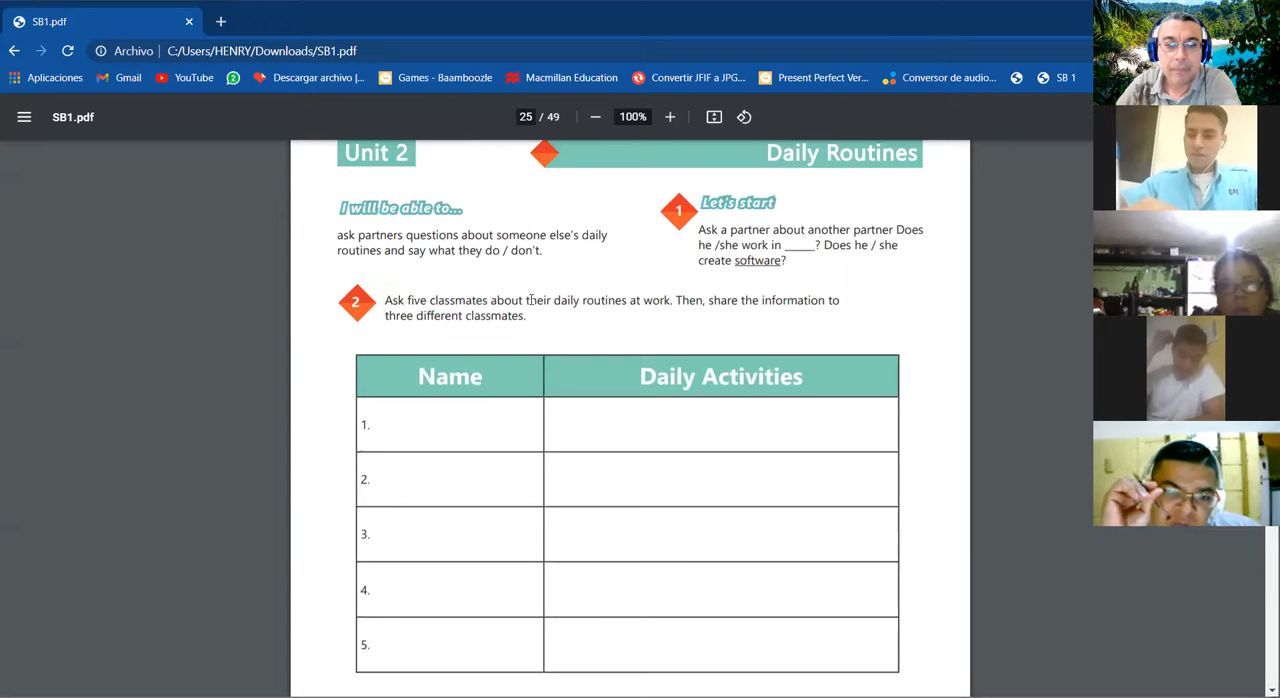 SB1.pdf
Archivo C:/Users/HENRY/Downloads/SB1.pdf
Aplicaciones Gmail YouTube 2 Descargar archivo |... Games - Baamboozle Macmillan Education Convertir JFIF a JPG... Present Perfect Ver... Conversor de audio... SB 1
SB1.pdf 25 / 49 100%
Unit 2 Daily Routines
I will be able to...
ask partners questions about someone else's daily
routines and say what they do / don't.
1 Let's start
Ask a partner about another partner Does
he /she work in _____? Does he / she
create software?
2 Ask five classmates about their daily routines at work. Then, share the information to
three different classmates.
Name Daily Activities
1.
2.
3.
4.
5.